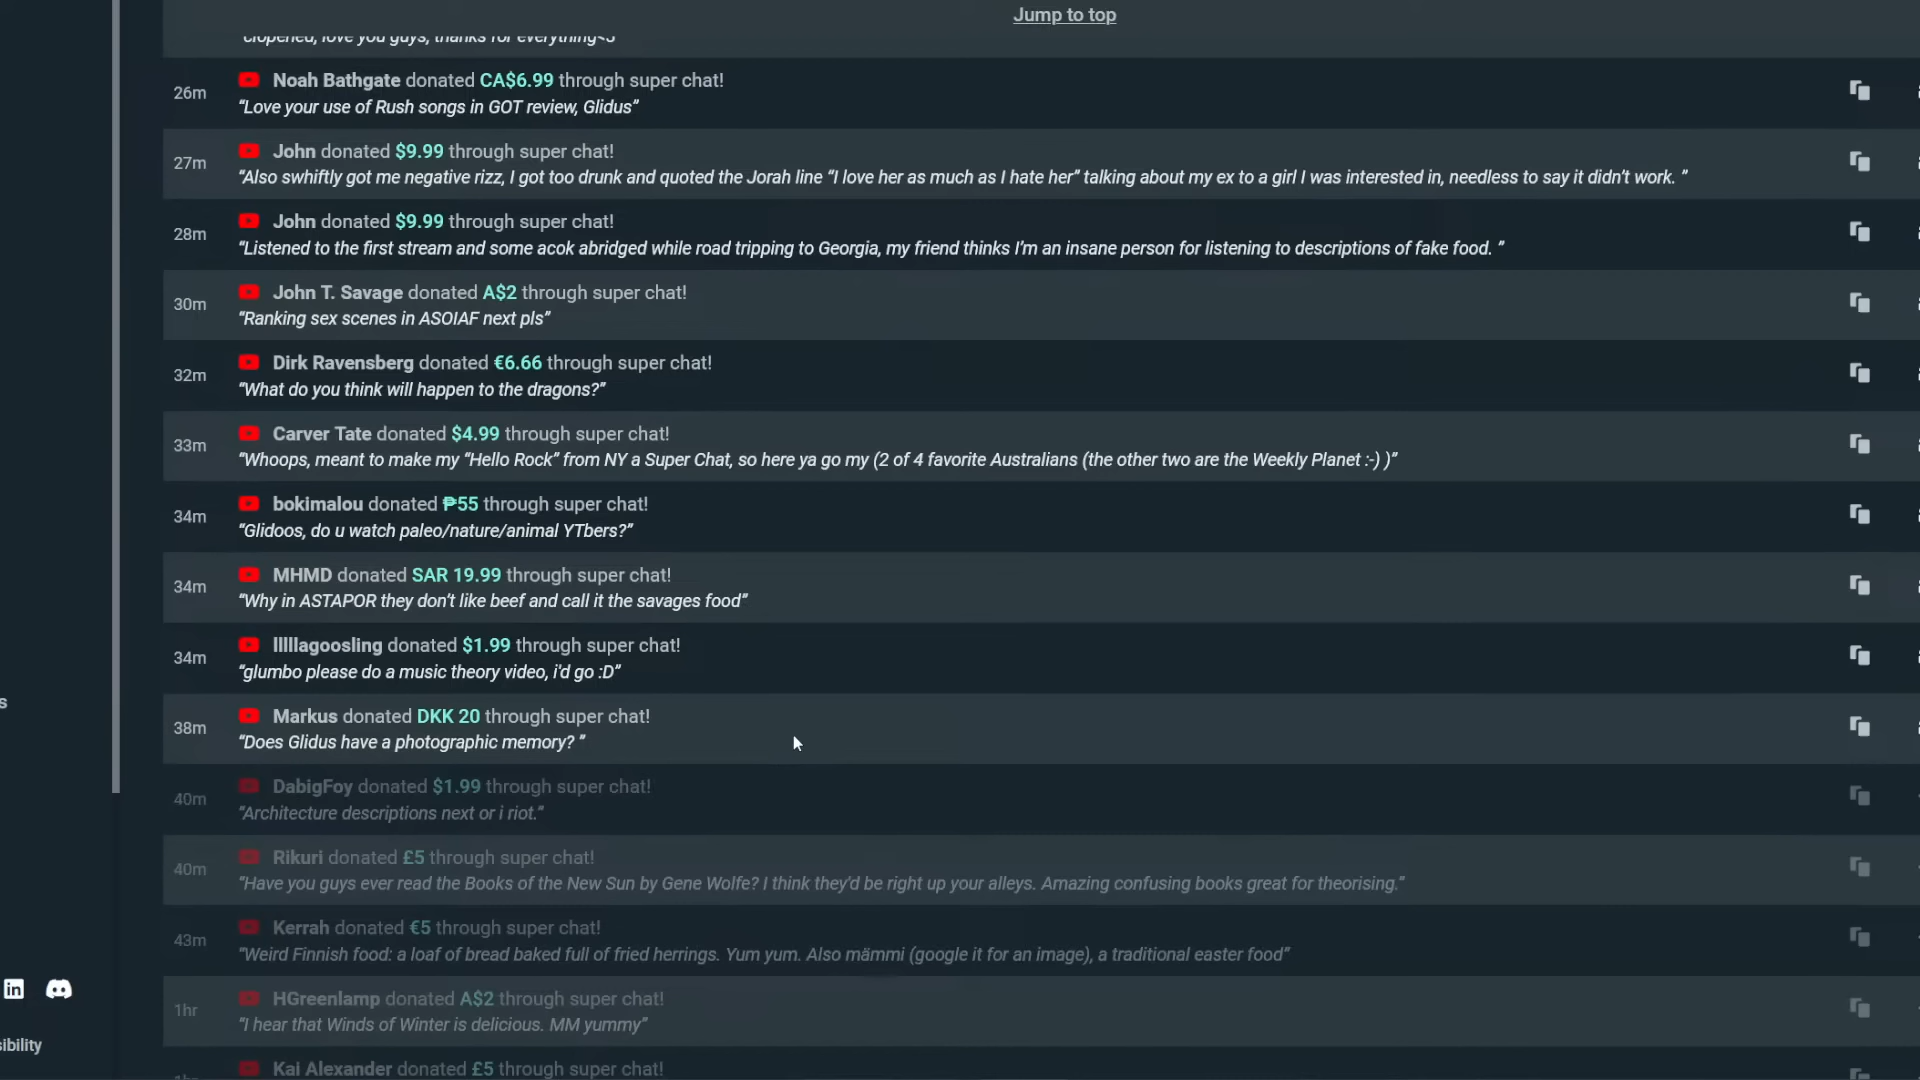 Jump to top
clopened, love you guys, thanks for everything<3
Noah Bathgate donated CA$6.99 through super chat!
26m
“Love your use of Rush songs in GOT review, Glidus”
John donated $9.99 through super chat!
27m
“Also swhiftly got me negative rizz, I got too drunk and quoted the Jorah line “I love her as much as I hate her” talking about my ex to a girl I was interested in, needless to say it didn’t work. ”
John donated $9.99 through super chat!
28m
“Listened to the first stream and some acok abridged while road tripping to Georgia, my friend thinks I’m an insane person for listening to descriptions of fake food. ”
John T. Savage donated A$2 through super chat!
30m
“Ranking sex scenes in ASOIAF next pls”
Dirk Ravensberg donated €6.66 through super chat!
32m
“What do you think will happen to the dragons?”
Carver Tate donated $4.99 through super chat!
33m
“Whoops, meant to make my “Hello Rock” from NY a Super Chat, so here ya go my (2 of 4 favorite Australians (the other two are the Weekly Planet :-) )”
bokimalou donated ₱55 through super chat!
34m
“Glidoos, do u watch paleo/nature/animal YTbers?”
MHMD donated SAR 19.99 through super chat!
34m
“Why in ASTAPOR they don’t like beef and call it the savages food”
lllllagoosling donated $1.99 through super chat!
34m
“glumbo please do a music theory video, i'd go :D”
s
Markus donated DKK 20 through super chat!
38m
“Does Glidus have a photographic memory? ”
DabigFoy donated $1.99 through super chat!
40m
“Architecture descriptions next or i riot.”
Rikuri donated £5 through super chat!
40m
“Have you guys ever read the Books of the New Sun by Gene Wolfe? I think they'd be right up your alleys. Amazing confusing books great for theorising.”
Kerrah donated €5 through super chat!
43m
“Weird Finnish food: a loaf of bread baked full of fried herrings. Yum yum. Also mämmi (google it for an image), a traditional easter food”
in
HGreenlamp donated A$2 through super chat!
1hr
“I hear that Winds of Winter is delicious. MM yummy”
sibility
Kai Alexander donated £5 through super chat!